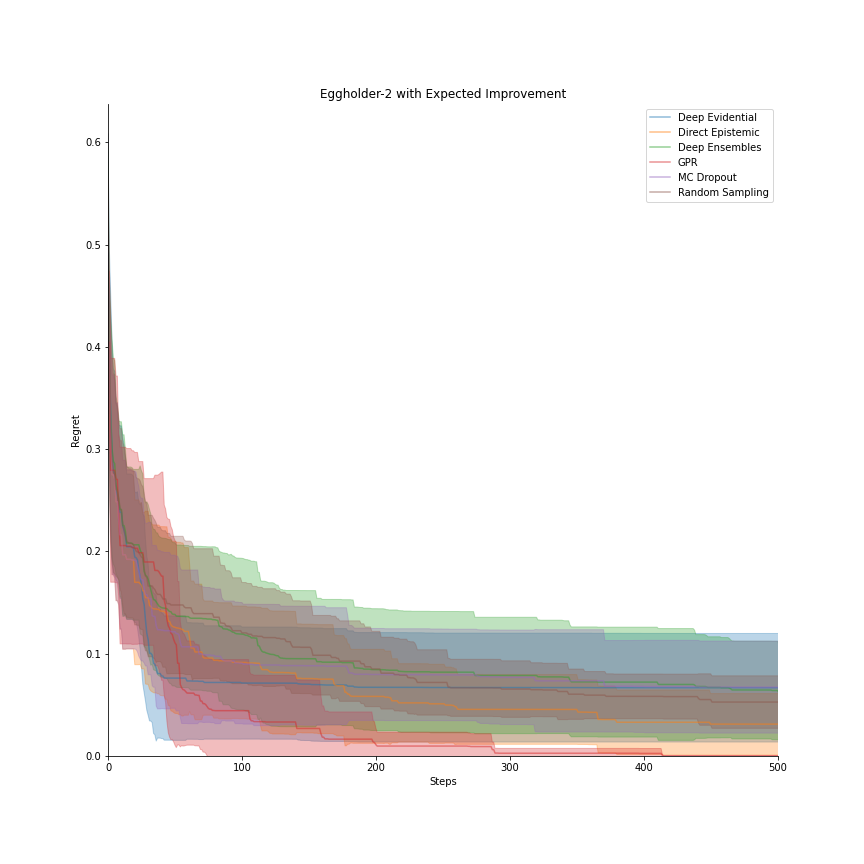 Eggholder-2 with Expected Improvement
Deep Evidential
Direct Epistemic
Deep Ensembles
GPR
MC Dropout
Random Sampling
Regret
0.6
0.5
0.4
0.3
0.2
0.1
0.0
0 100 200 300 400 500
Steps